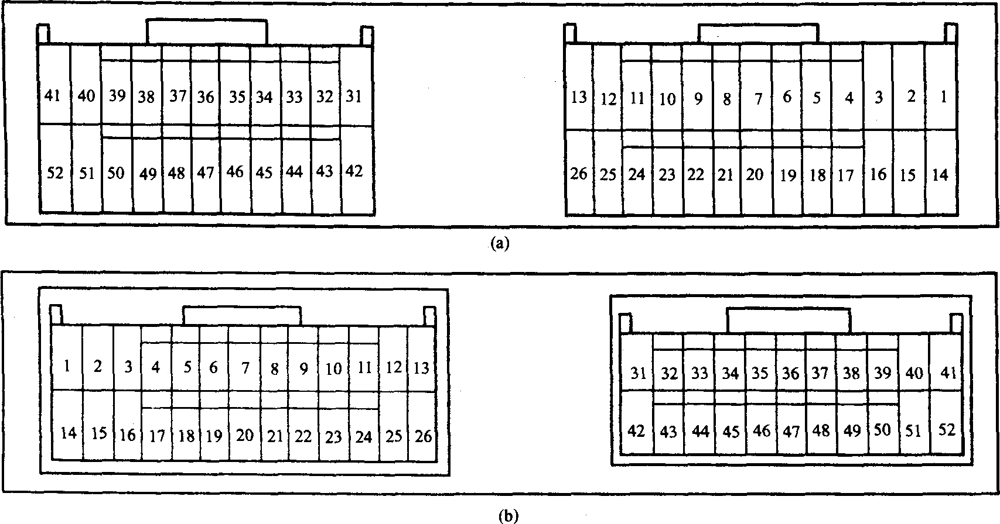 41 40 39 38 37 36 35 34 33 32 31
52 51 50 49 48 47 46 45 44 43 42
13 12 11 10 9 8 7 6 5 4 3 2 1
26 25 24 23 22 21 20 19 18 17 16 15 14
(a)
1 2 3 4 5 6 7 8 9 10 11 12 13
14 15 16 17 18 19 20 21 22 23 24 25 26
31 32 33 34 35 36 37 38 39 40 41
42 43 44 45 46 47 48 49 50 51 52
(b)